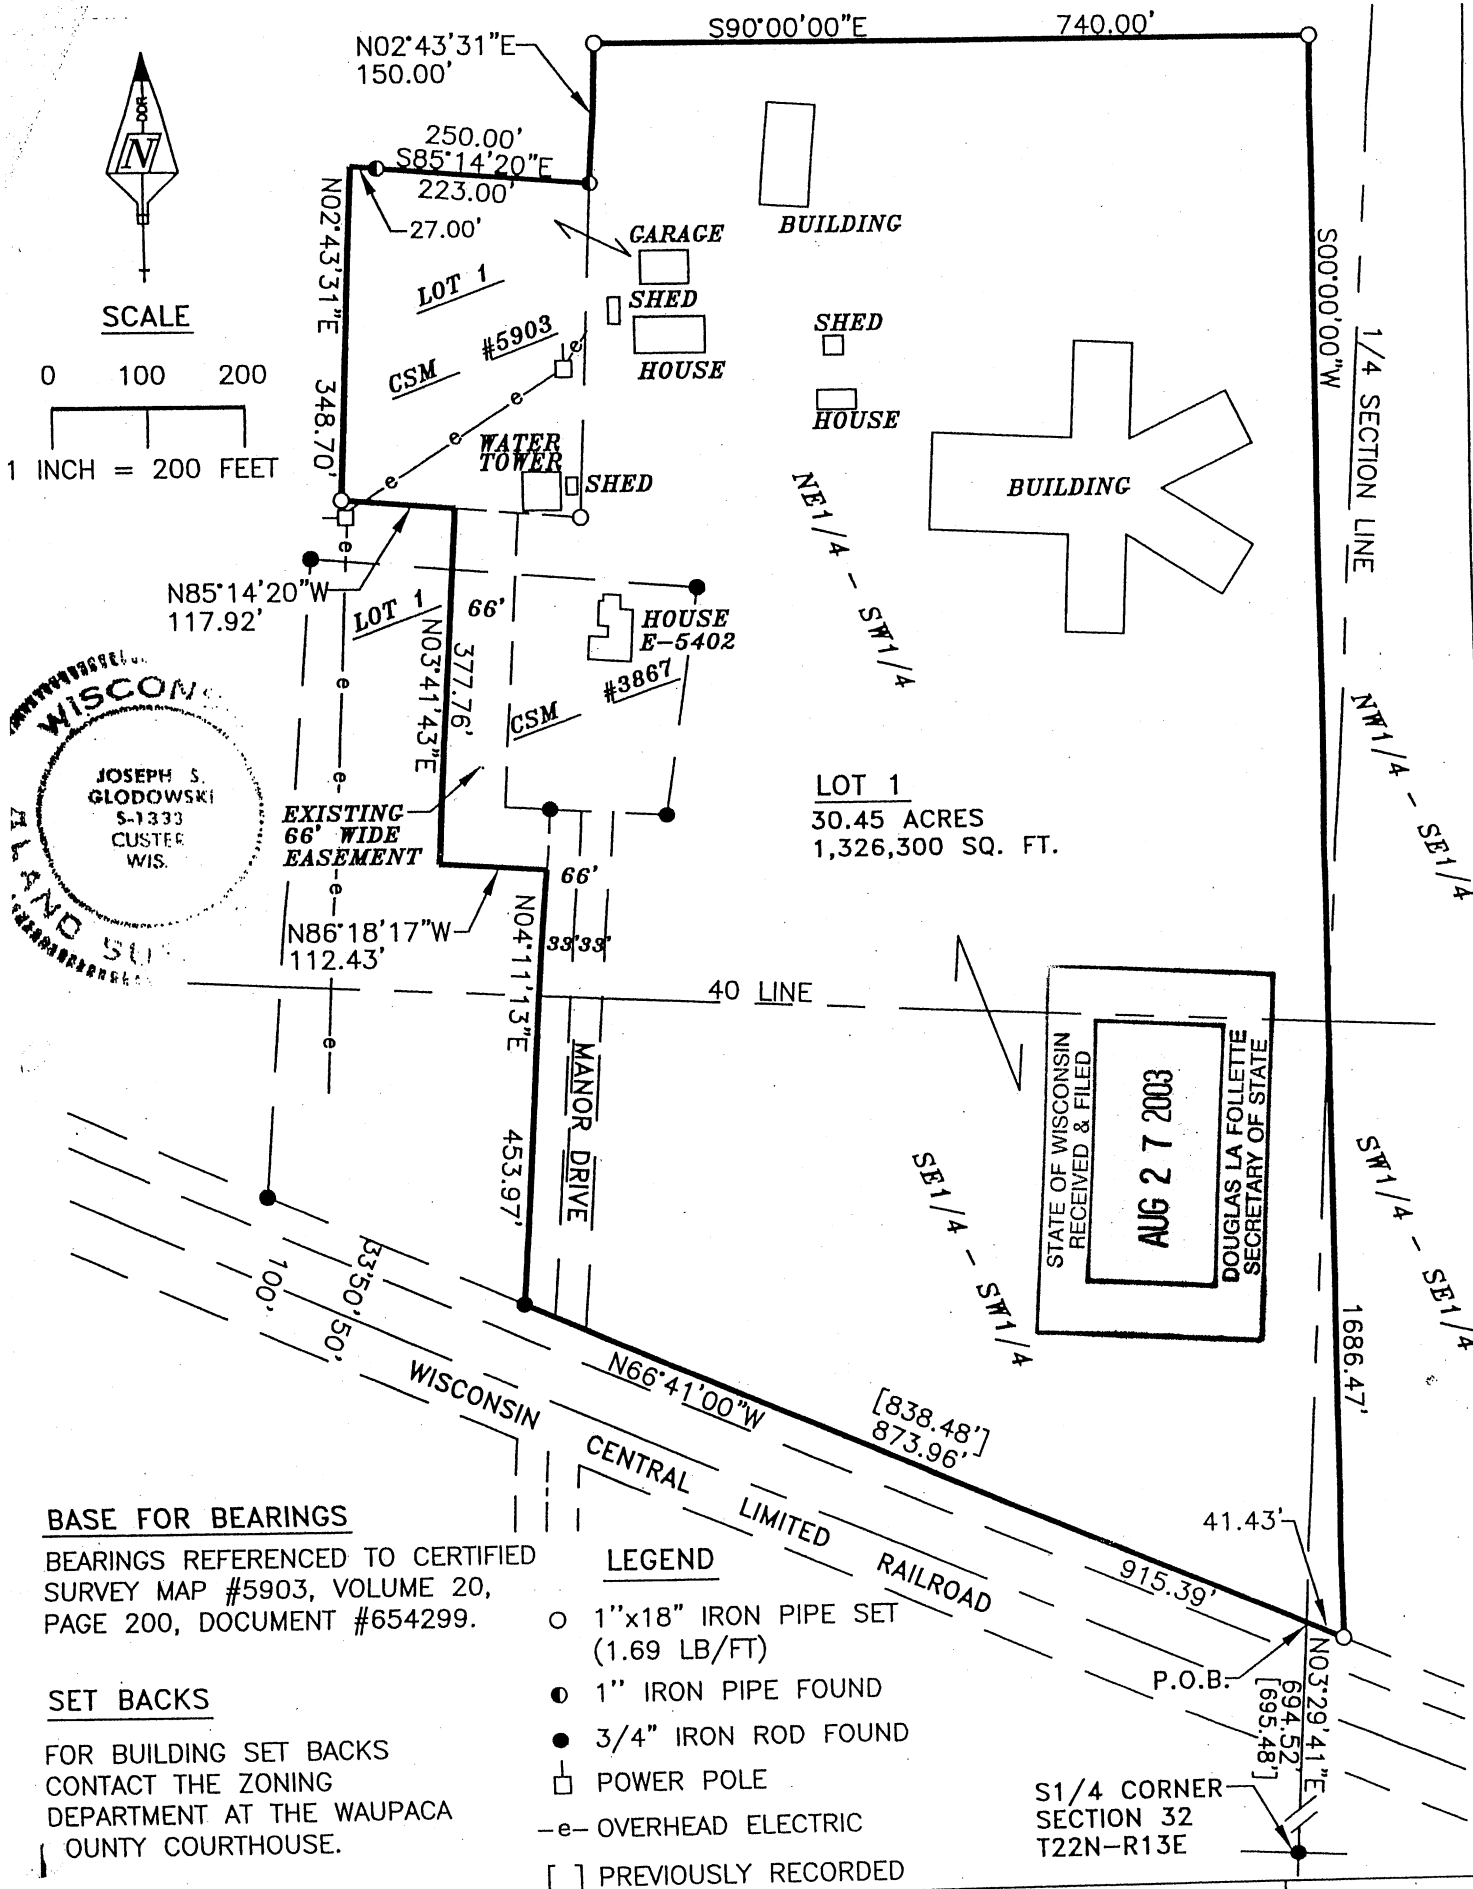 S90°00'00"E 740.00'
N02°43'31"E
150.00'
250.00'
S85°14'20"E
223.00'
27.00'
DDR
N
SCALE
0 100 200
1 INCH = 200 FEET
N02°43'31"E 348.70'
LOT 1
CSM #5903
GARAGE
SHED
HOUSE
BUILDING
SHED
HOUSE
BUILDING
WATER
TOWER
SHED
e
e
e
e
e
e
e
e
e
e
S00°00'00"W
1/4 SECTION LINE
NE1/4 - SW1/4
N85°14'20"W
117.92'
LOT 1
66'
N03°41'43"E
377.76'
HOUSE
E-5402
CSM #3867
NW1/4 - SE1/4
WISCONS
JOSEPH S.
GLODOWSKI
S-1333
CUSTER
WIS.
LAND SU
EXISTING
66' WIDE
EASEMENT
LOT 1
30.45 ACRES
1,326,300 SQ. FT.
N86°18'17"W
112.43'
66'
33' 33'
N04°11'13"E
453.97'
40 LINE
MANOR DRIVE
STATE OF WISCONSIN
RECEIVED & FILED
AUG 27 2003
DOUGLAS LA FOLLETTE
SECRETARY OF STATE
SE1/4 - SW1/4
SW1/4 - SE1/4
1686.47'
100'
33' 50' 50'
WISCONSIN CENTRAL LIMITED RAILROAD
N66°41'00"W
[838.48']
873.96'
915.39'
41.43'
P.O.B.
N03°29'41"E
694.52'
[695.48']
S1/4 CORNER
SECTION 32
T22N-R13E
BASE FOR BEARINGS
BEARINGS REFERENCED TO CERTIFIED
SURVEY MAP #5903, VOLUME 20,
PAGE 200, DOCUMENT #654299.
SET BACKS
FOR BUILDING SET BACKS
CONTACT THE ZONING
DEPARTMENT AT THE WAUPACA
OUNTY COURTHOUSE.
LEGEND
1"x18" IRON PIPE SET
(1.69 LB/FT)
1" IRON PIPE FOUND
3/4" IRON ROD FOUND
POWER POLE
-e- OVERHEAD ELECTRIC
[ ] PREVIOUSLY RECORDED